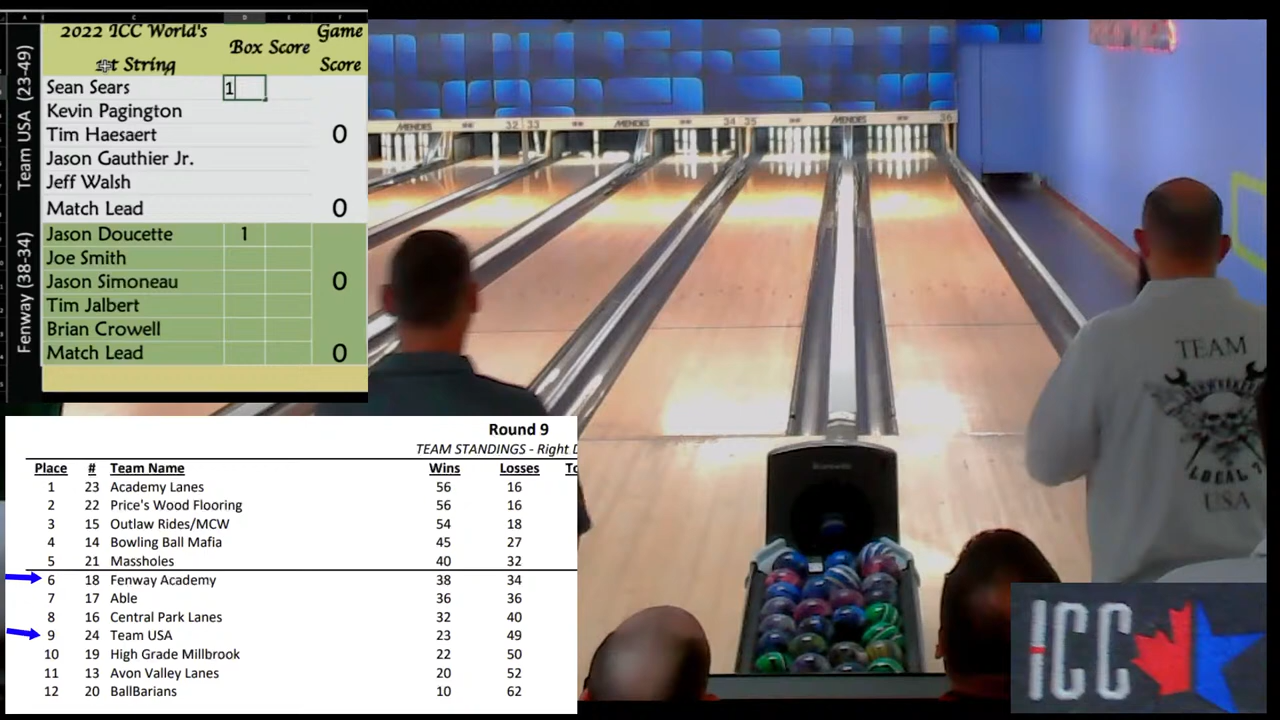 A C D E F
2022 ICC World's Game
Box Score
1st String Score
Team USA (23-49)
Sean Sears 1
Kevin Pagington
Tim Haesaert 0
Jason Gauthier Jr.
Jeff Walsh
Match Lead 0
Fenway (38-34)
Jason Doucette 1
Joe Smith
Jason Simoneau 0
Tim Jalbert
Brian Crowell
Match Lead 0
MENDES 32 33 MENDES 34 35 MENDES 36
TEAM
LOCAL
USA
Round 9
TEAM STANDINGS - Right
Place # Team Name Wins Losses
1 23 Academy Lanes 56 16
2 22 Price's Wood Flooring 56 16
3 15 Outlaw Rides/MCW 54 18
4 14 Bowling Ball Mafia 45 27
5 21 Massholes 40 32
6 18 Fenway Academy 38 34
7 17 Able 36 36
8 16 Central Park Lanes 32 40
9 24 Team USA 23 49
10 19 High Grade Millbrook 22 50
11 13 Avon Valley Lanes 20 52
12 20 BallBarians 10 62
ICC